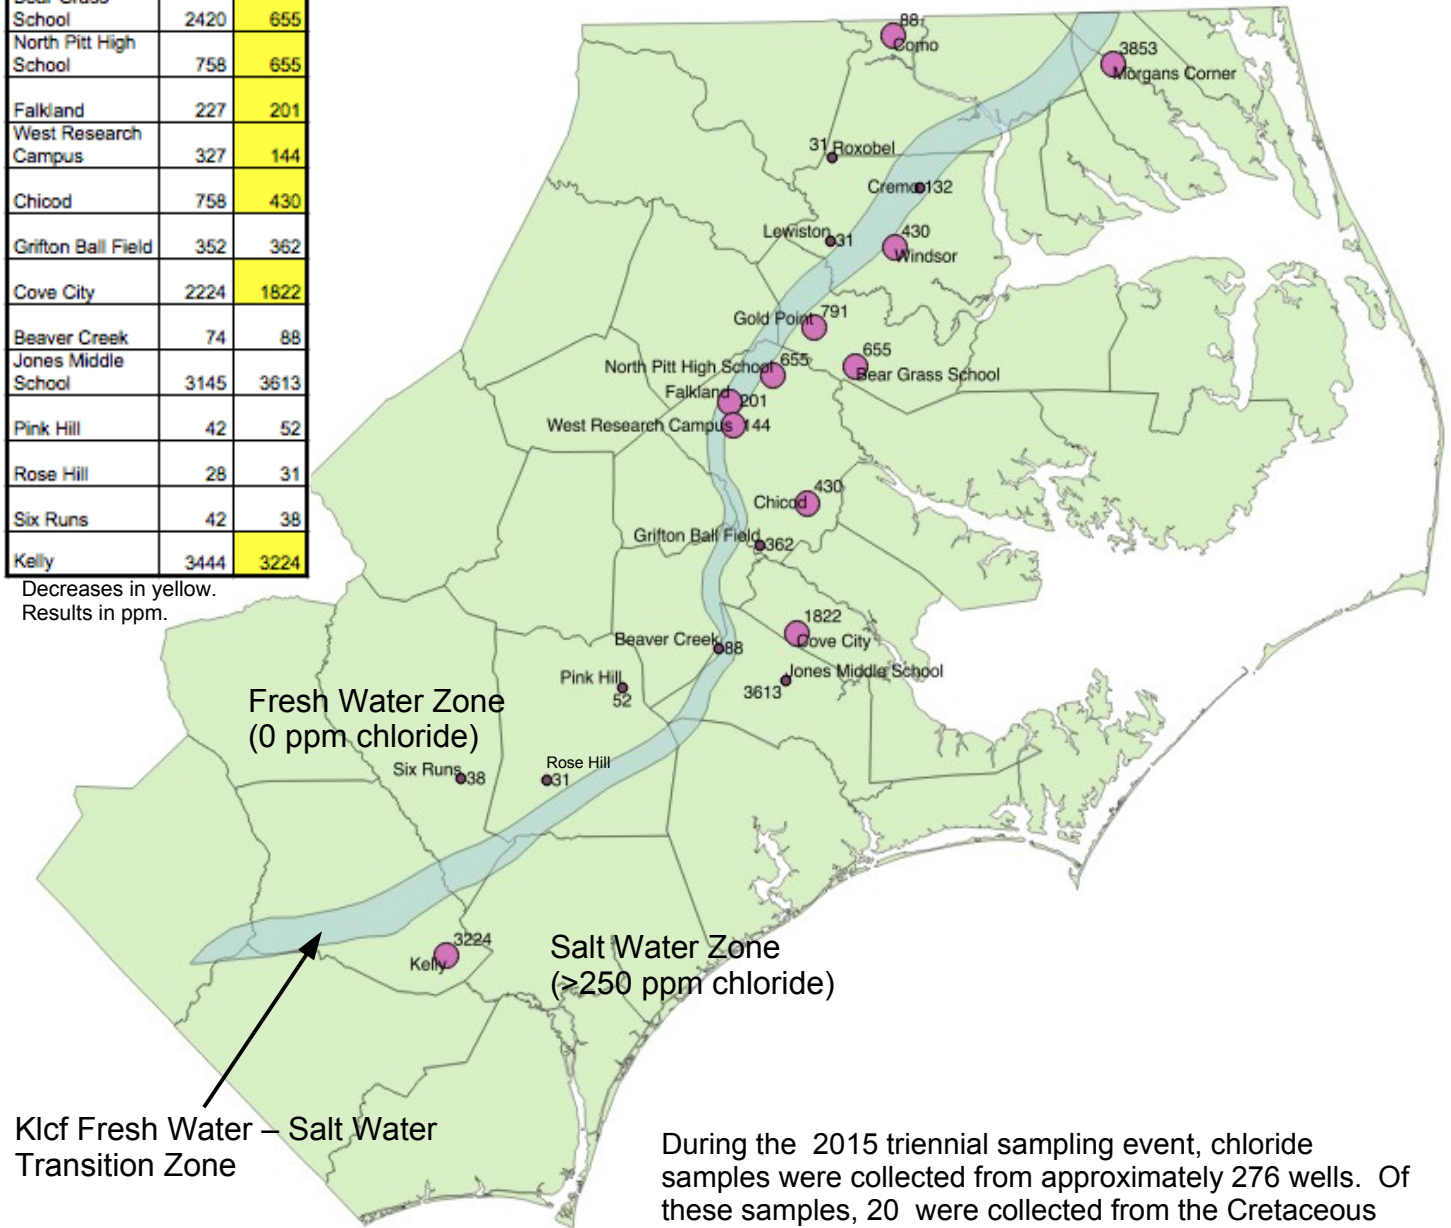 Bear Grass
School 2420 655
North Pitt High
School 758 655
Falkland 227 201
West Research
Campus 327 144
Chicod 758 430
Grifton Ball Field 352 362
Cove City 2224 1822
Beaver Creek 74 88
Jones Middle
School 3145 3613
Pink Hill 42 52
Rose Hill 28 31
Six Runs 42 38
Kelly 3444 3224
Decreases in yellow.
Results in ppm.
88
Como
3853
Morgans Corner
31 Roxobel
Cremo 132
Lewiston 31
430
Windsor
Gold Point 791
North Pitt High School 655
655
Bear Grass School
Falkland 201
West Research Campus 144
Chicod 430
Grifton Ball Field 362
1822
Cove City
Beaver Creek 88
Jones Middle School
3613
Pink Hill
52
Fresh Water Zone
(0 ppm chloride)
Six Runs 38
Rose Hill
31
3224
Kelly
Salt Water Zone
(>250 ppm chloride)
Klcf Fresh Water – Salt Water
Transition Zone
During the 2015 triennial sampling event, chloride
samples were collected from approximately 276 wells. Of
these samples, 20 were collected from the Cretaceous